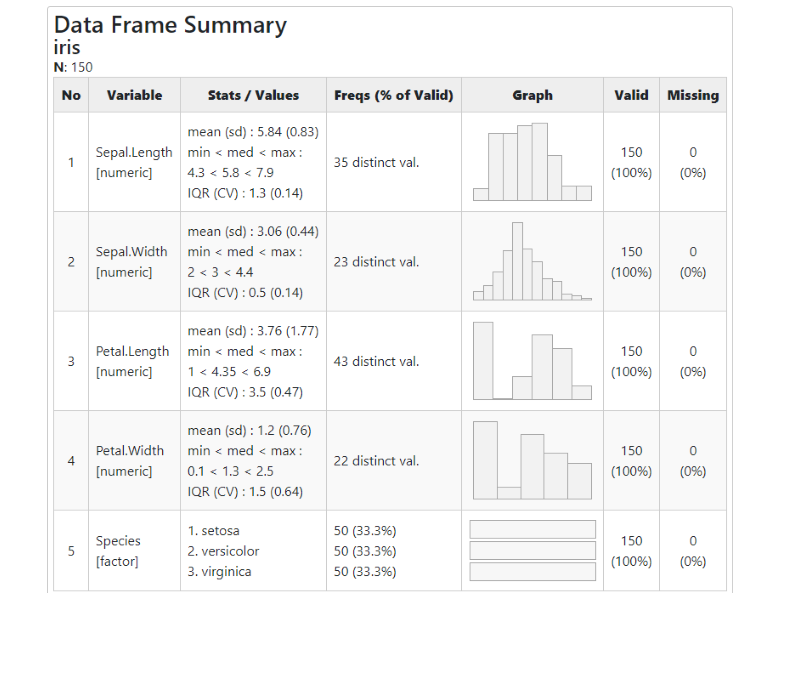 Data Frame Summary
iris
N: 150
No Variable Stats / Values Freqs (% of Valid) Graph Valid Missing
1
Sepal.Length
[numeric]
mean (sd) : 5.84 (0.83)
min < med < max :
4.3 < 5.8 < 7.9
IQR (CV) : 1.3 (0.14)
35 distinct val.
150
(100%)
0
(0%)
2
Sepal.Width
[numeric]
mean (sd) : 3.06 (0.44)
min < med < max :
2 < 3 < 4.4
IQR (CV) : 0.5 (0.14)
23 distinct val.
150
(100%)
0
(0%)
3
Petal.Length
[numeric]
mean (sd) : 3.76 (1.77)
min < med < max :
1 < 4.35 < 6.9
IQR (CV) : 3.5 (0.47)
43 distinct val.
150
(100%)
0
(0%)
4
Petal.Width
[numeric]
mean (sd) : 1.2 (0.76)
min < med < max :
0.1 < 1.3 < 2.5
IQR (CV) : 1.5 (0.64)
22 distinct val.
150
(100%)
0
(0%)
5
Species
[factor]
1. setosa
2. versicolor
3. virginica
50 (33.3%)
50 (33.3%)
50 (33.3%)
150
(100%)
0
(0%)